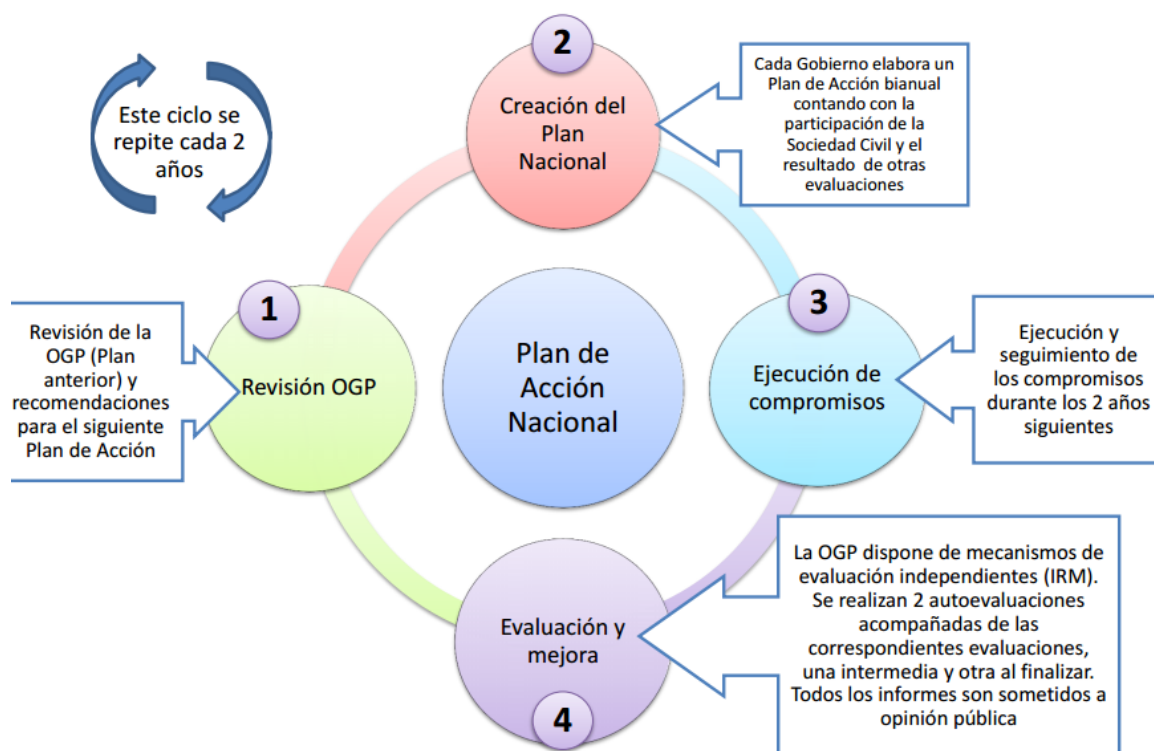 Este ciclo se
repite cada 2
años
1
Revisión OGP
Revisión de la
OGP (Plan
anterior) y
recomendaciones
para el siguiente
Plan de Acción
2
Creación del
Plan
Nacional
Cada Gobierno elabora un
Plan de Acción bianual
contando con la
participación de la
Sociedad Civil y el
resultado de otras
evaluaciones
Plan de
Acción
Nacional
3
Ejecución de
compromisos
Ejecución y
seguimiento de
los compromisos
durante los 2 años
siguientes
Evaluación y
mejora
4
La OGP dispone de mecanismos de
evaluación independientes (IRM).
Se realizan 2 autoevaluaciones
acompañadas de las
correspondientes evaluaciones,
una intermedia y otra al finalizar.
Todos los informes son sometidos a
opinión pública